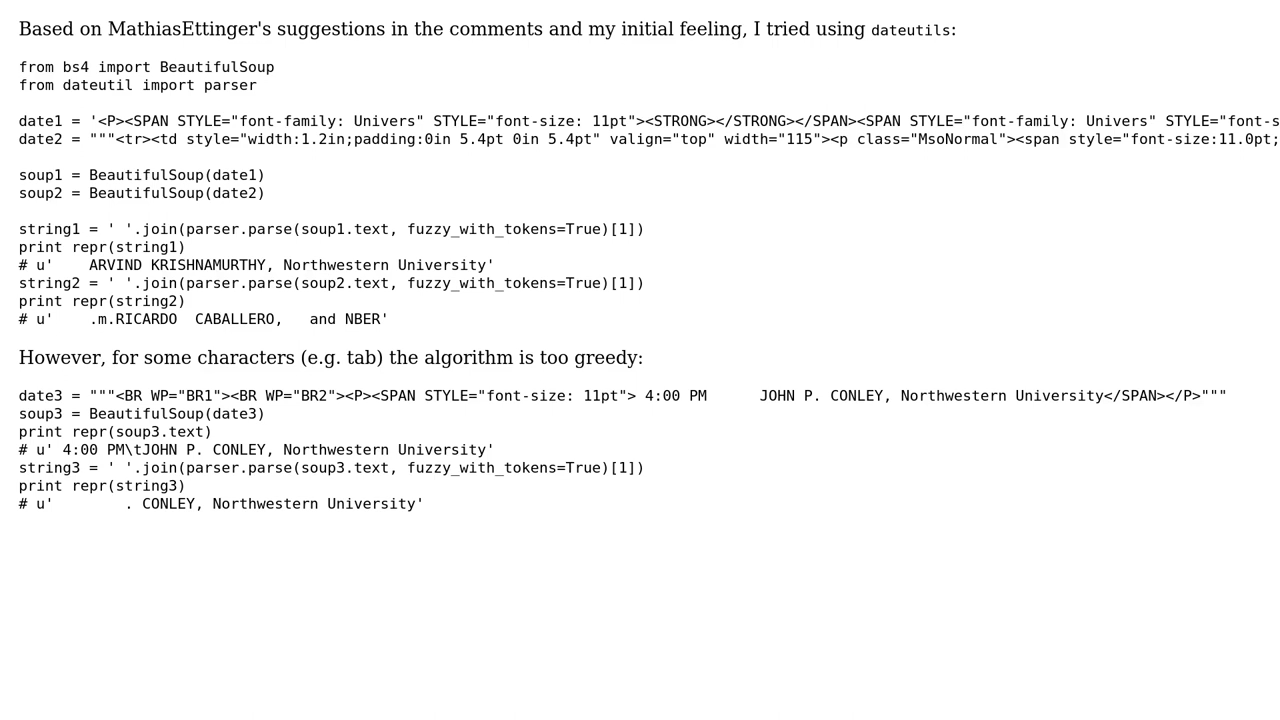 Based on MathiasEttinger's suggestions in the comments and my initial feeling, I tried using dateutils:
from bs4 import BeautifulSoup
from dateutil import parser
date1 = '<P><SPAN STYLE="font-family: Univers" STYLE="font-size: 11pt"><STRONG></STRONG></SPAN><SPAN STYLE="font-family: Univers" STYLE="font-s
date2 = """<tr><td style="width:1.2in;padding:0in 5.4pt 0in 5.4pt" valign="top" width="115"><p class="MsoNormal"><span style="font-size:11.0pt;
soup1 = BeautifulSoup(date1)
soup2 = BeautifulSoup(date2)
string1 = ' '.join(parser.parse(soup1.text, fuzzy_with_tokens=True)[1])
print repr(string1)
# u'    ARVIND KRISHNAMURTHY, Northwestern University'
string2 = ' '.join(parser.parse(soup2.text, fuzzy_with_tokens=True)[1])
print repr(string2)
# u'    .m.RICARDO  CABALLERO,   and NBER'
However, for some characters (e.g. tab) the algorithm is too greedy:
date3 = """<BR WP="BR1"><BR WP="BR2"><P><SPAN STYLE="font-size: 11pt"> 4:00 PM      JOHN P. CONLEY, Northwestern University</SPAN></P>"""
soup3 = BeautifulSoup(date3)
print repr(soup3.text)
# u' 4:00 PM\tJOHN P. CONLEY, Northwestern University'
string3 = ' '.join(parser.parse(soup3.text, fuzzy_with_tokens=True)[1])
print repr(string3)
# u'        . CONLEY, Northwestern University'